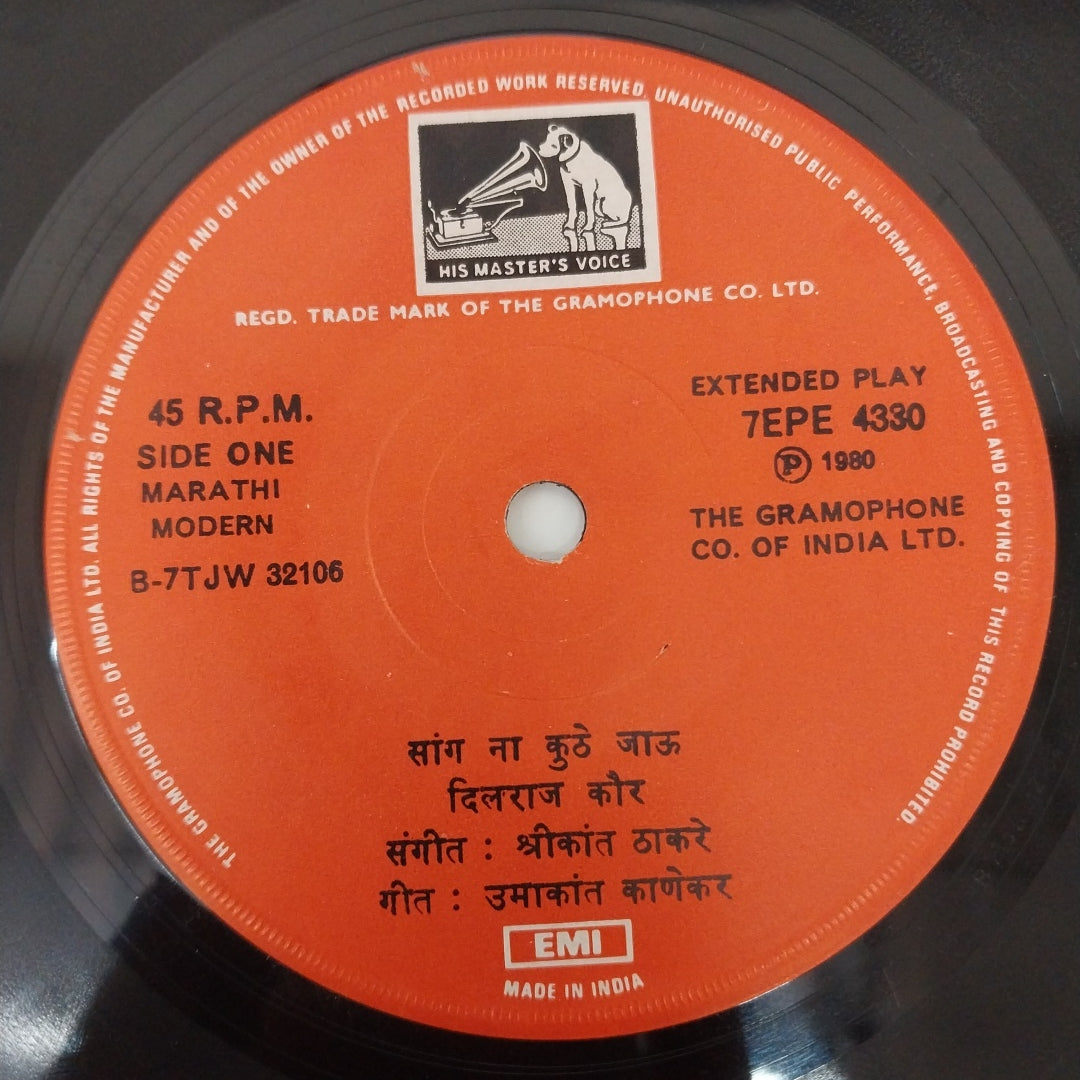 THE GRAMOPHONE CO. OF INDIA LTD. ALL RIGHTS OF THE MANUFACTURER AND OF THE OWNER OF THE RECORDED WORK RESERVED. UNAUTHORISED PUBLIC PERFORMANCE, BROADCASTING AND COPYING OF THIS RECORD PROHIBITED.
HIS MASTER'S VOICE
REGD. TRADE MARK OF THE GRAMOPHONE CO. LTD.
45 R.P.M.
SIDE ONE
MARATHI
MODERN
B-7TJW 32106
EXTENDED PLAY
7EPE 4330
℗ 1980
THE GRAMOPHONE
CO. OF INDIA LTD.
सांग ना कुठे जाऊ
दिलराज कौर
संगीत : श्रीकांत ठाकरे
गीत : उमाकांत काणेकर
EMI
MADE IN INDIA